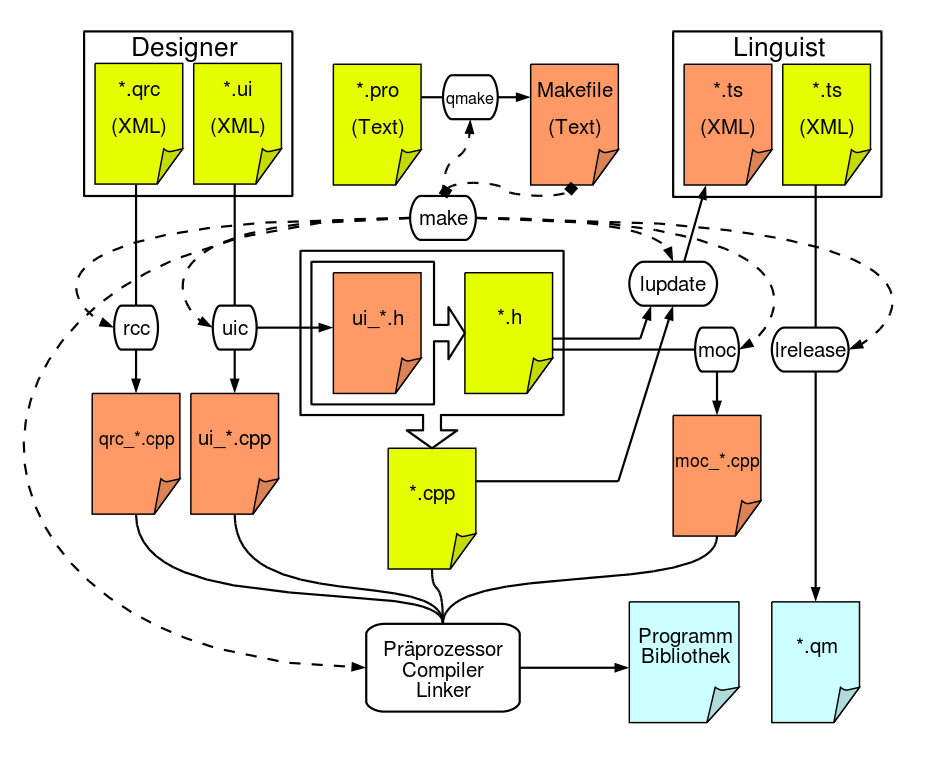 Designer
Linguist
*.qrc
(XML)
*.ui
(XML)
*.pro
(Text)
qmake
Makefile
(Text)
*.ts
(XML)
*.ts
(XML)
make
lupdate
rcc
uic
ui_*.h
*.h
moc
lrelease
qrc_*.cpp
ui_*.cpp
*.cpp
moc_*.cpp
Präprozessor
Compiler
Linker
Programm
Bibliothek
*.qm